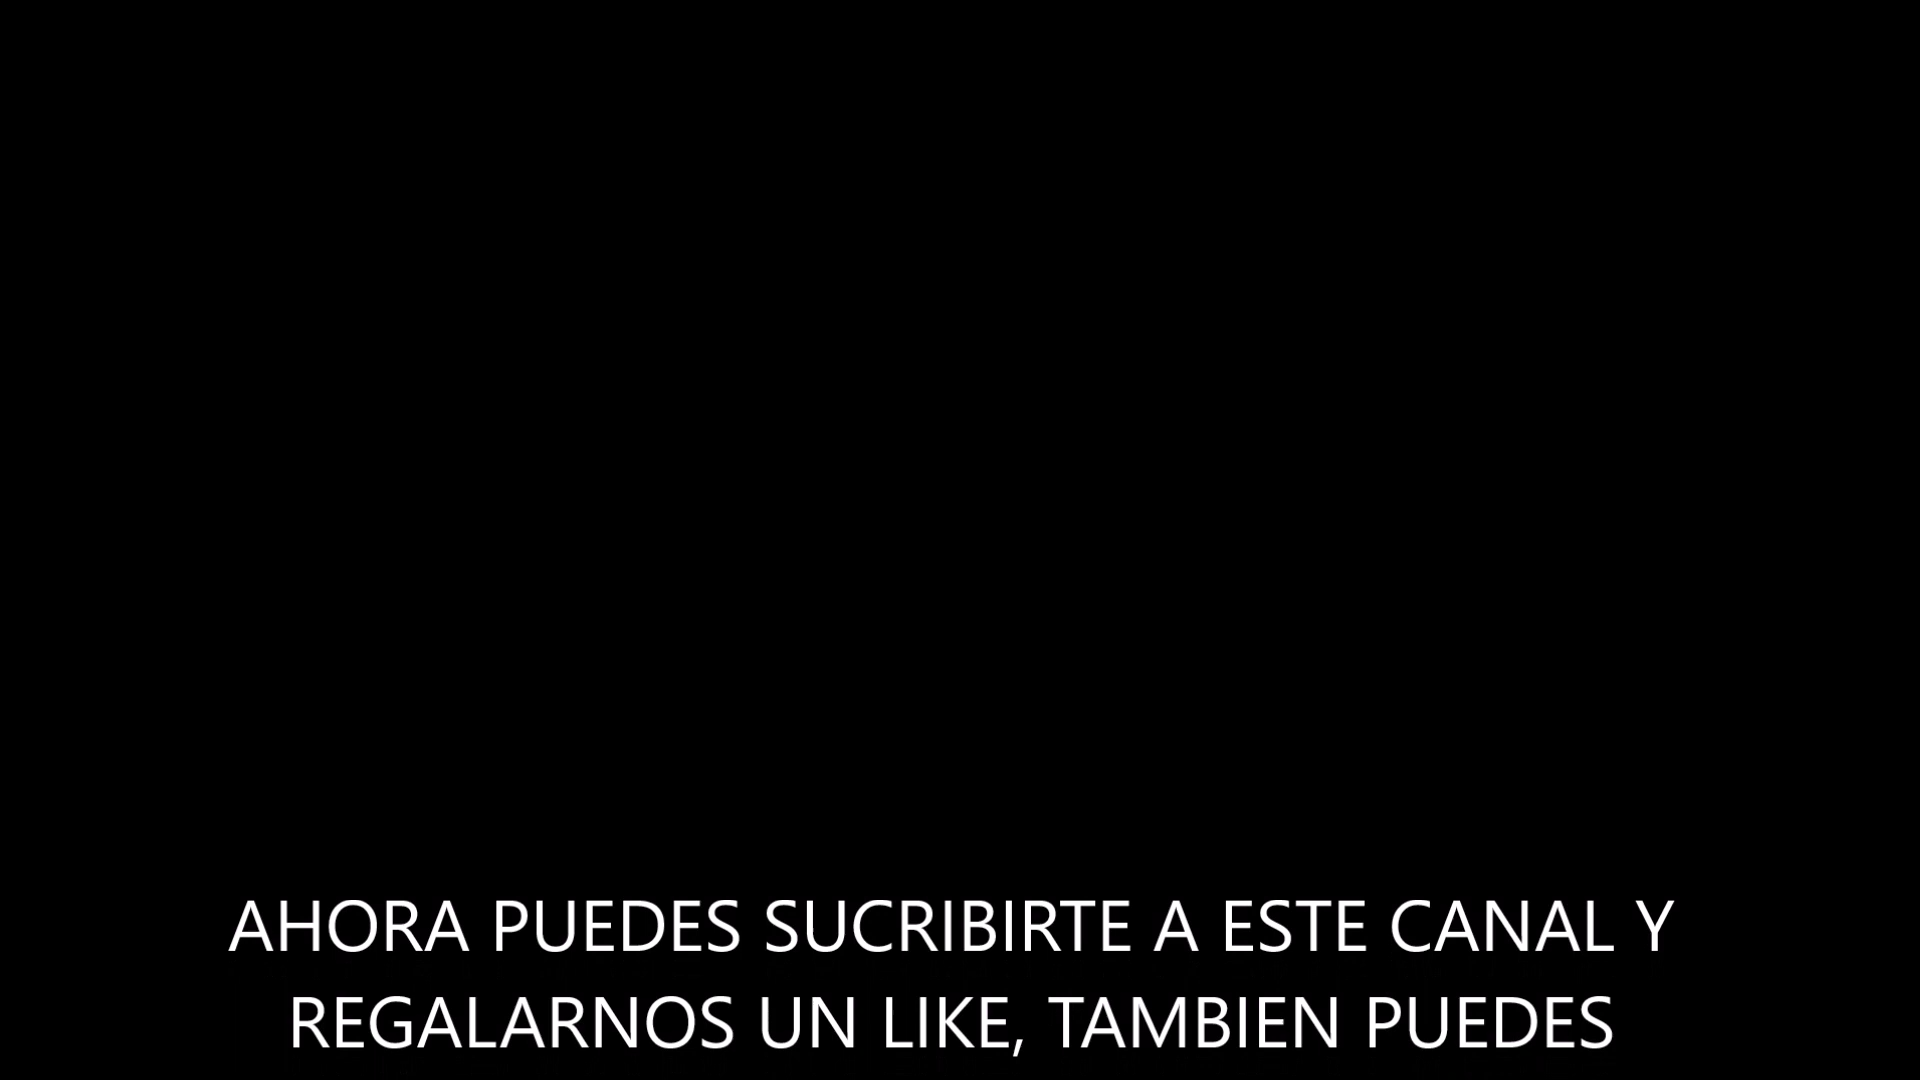 AHORA PUEDES SUCRIBIRTE A ESTE CANAL Y
REGALARNOS UN LIKE, TAMBIEN PUEDES